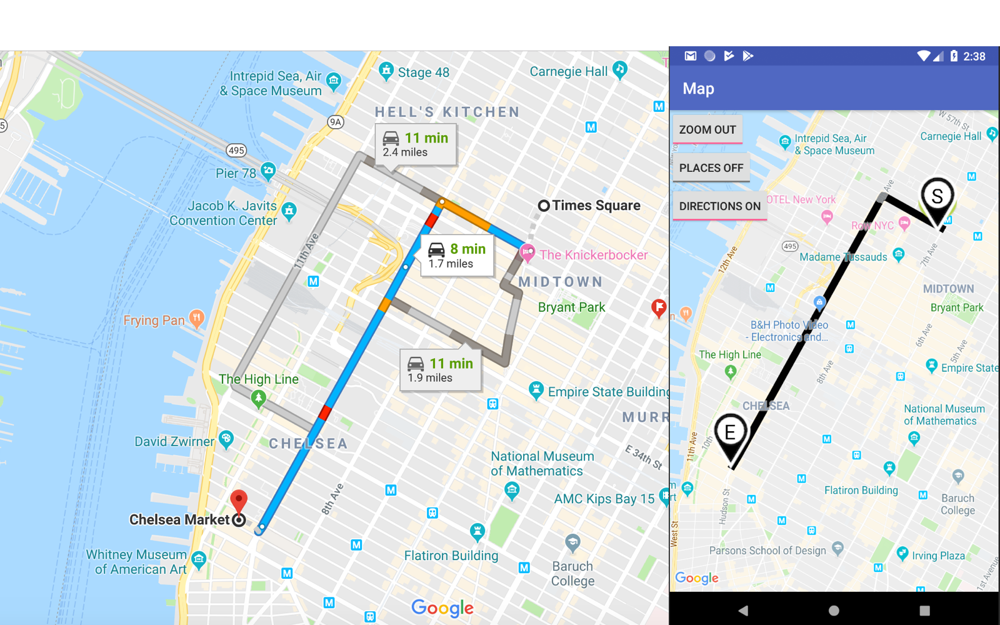 Intrepid Sea, Air
& Space Museum
Stage 48
Carnegie Hall
HELL'S KITCHEN
9A
495
11 min
2.4 miles
Pier 78
Jacob K. Javits
Convention Center
Times Square
11th Ave
8 min
1.7 miles
The Knickerbocker
MIDTOWN
Bryant Park
Frying Pan
11 min
1.9 miles
The High Line
Empire State Building
MURR
David Zwirner
CHELSEA
National Museum
of Mathematics
E 34th St
8th Ave
AMC Kips Bay 15
Chelsea Market
Flatiron Building
Whitney Museum
of American Art
Baruch
College
Google
M
M
M
M
M
M
M
M
5
2:38
Map
ZOOM OUT
PLACES OFF
DIRECTIONS ON
W 57th St
Carnegie Hall
Intrepid Sea, Air
& Space Museum
Ave
S
OTEL New York
Row NYC
495
Madame Tussauds
12th Ave
7th Ave
MIDTOWN
Bryant Park
B&H Photo Video
- Electronics and...
6th Ave
5th Ave
The High Line
8th Ave
Empire State
CHELSEA
National Museum
of Mathematics
E
10th
11th Ave
Flatiron Building
Baruch
College
Hudson St
West St
Parsons School of Design
Irving Plaza
1st Avenue
Google
M
M
M
M
M
M
M
M
M
M
M
M
n
m
rt